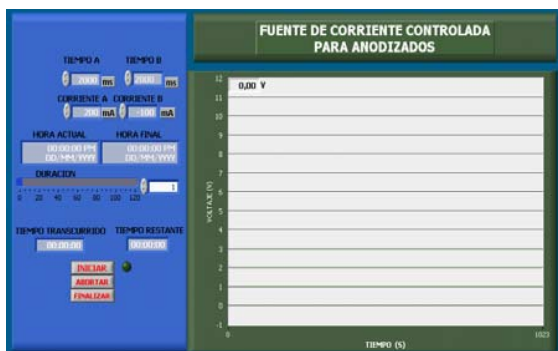 FUENTE DE CORRIENTE CONTROLADA
PARA ANODIZADOS
TIEMPO A TIEMPO B
2000 ms 2000 ms
CORRIENTE A CORRIENTE B
200 mA -100 mA
HORA ACTUAL HORA FINAL
00:00:00 PM 00:00:00 PM
DD/MM/YYYY DD/MM/YYYY
DURACION
1
0 20 40 60 80 100 120
TIEMPO TRANSCURRIDO TIEMPO RESTANTE
00:00:00 00:00:00
INICIAR
ABORTAR
FINALIZAR
0,00 V
12
11
10
9
8
7
6
5
4
3
2
1
0
-1
VOLTAJE (V)
0 1023
TIEMPO (S)